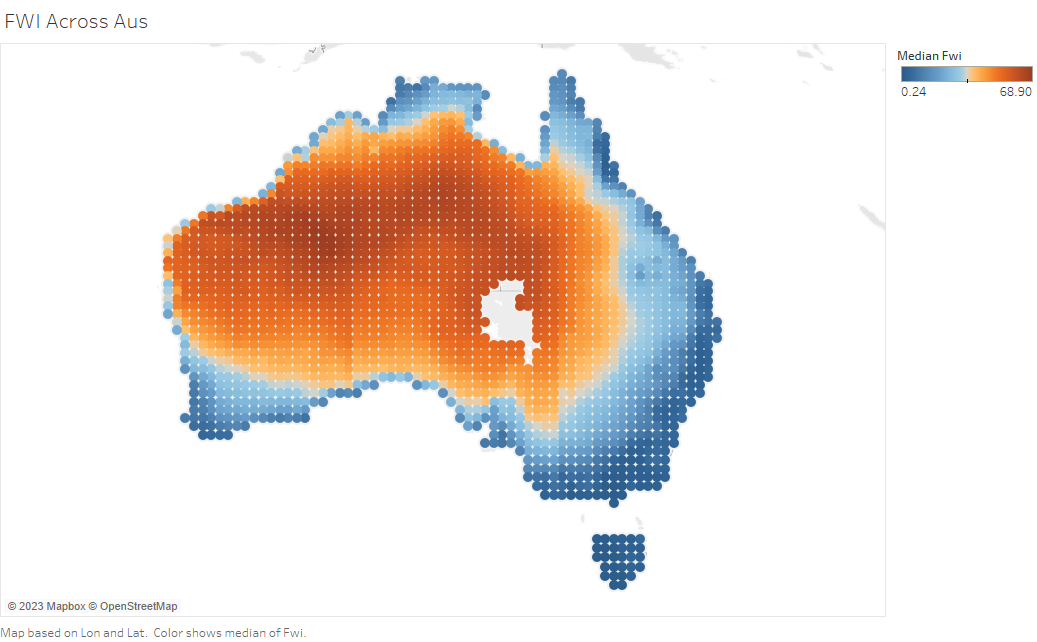 FWI Across Aus
Median Fwi
0.24 68.90
© 2023 Mapbox © OpenStreetMap
Map based on Lon and Lat. Color shows median of Fwi.